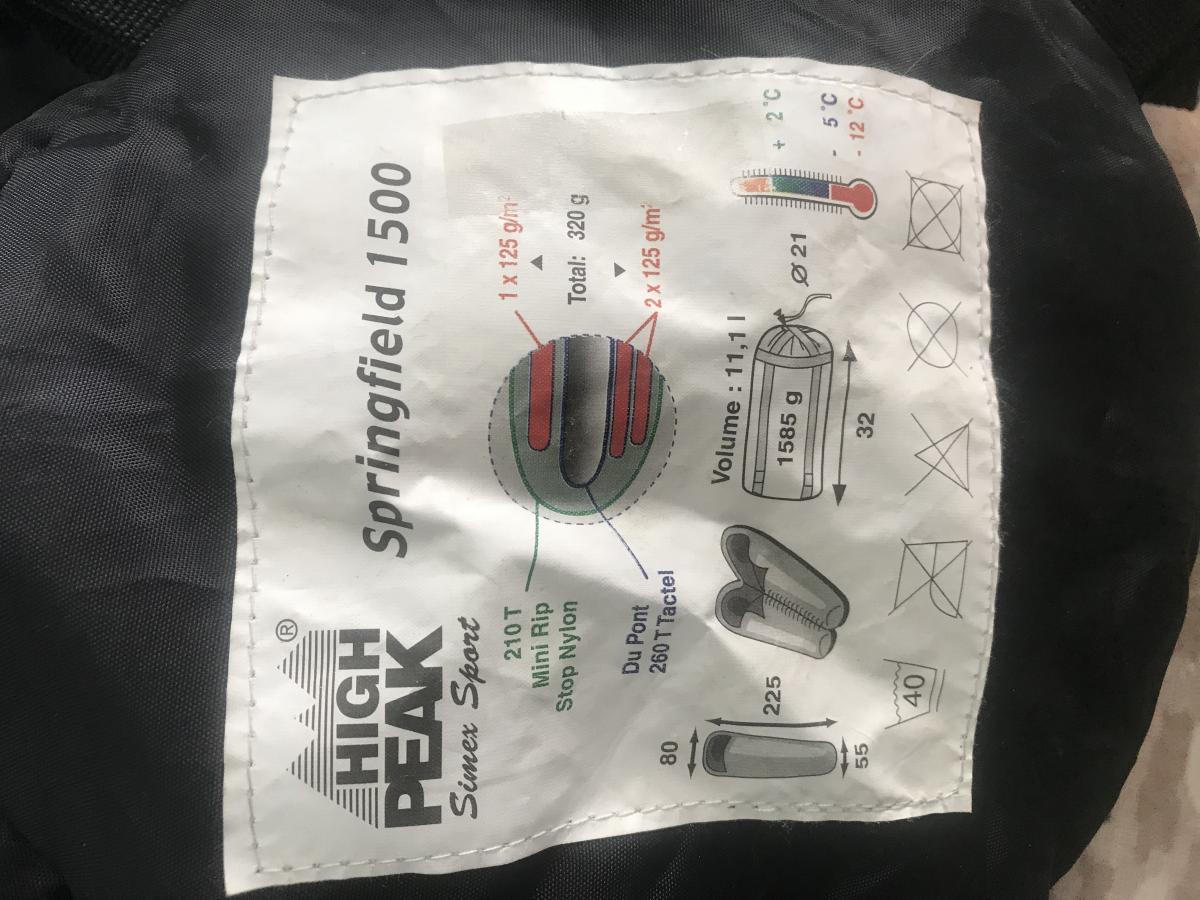 HIGH ®
PEAK
Simex Sport
Springfield 1500
210 T
Mini Rip
Stop Nylon
Du Pont
260 T Tactel
1 x 125 g/m²
Total: 320 g
2 x 125 g/m²
80
225
55
Volume : 11,1 l
1585 g
Ø 21
32
+ 2 °C
- 5 °C
- 12 °C
40